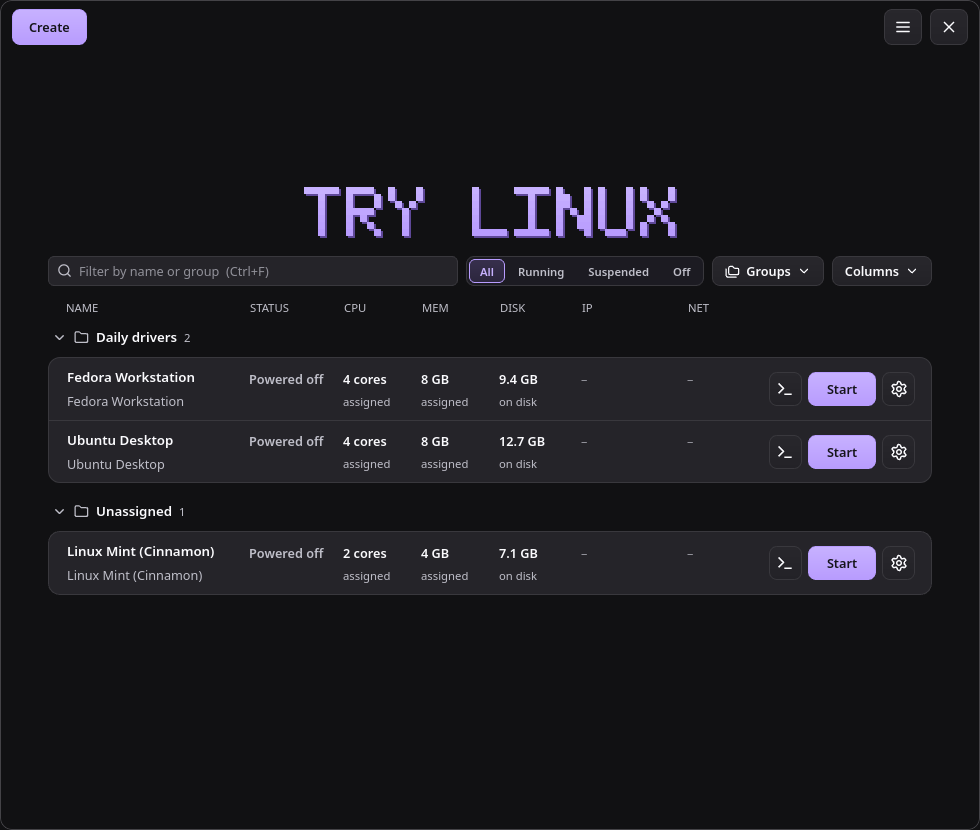 Create
TRY LINUX
Filter by name or group (Ctrl+F)
All Running Suspended Off Groups Columns
NAME STATUS CPU MEM DISK IP NET
Daily drivers 2
Fedora Workstation Powered off 4 cores 8 GB 9.4 GB – – Start
Fedora Workstation assigned assigned on disk
Ubuntu Desktop Powered off 4 cores 8 GB 12.7 GB – – Start
Ubuntu Desktop assigned assigned on disk
Unassigned 1
Linux Mint (Cinnamon) Powered off 2 cores 4 GB 7.1 GB – – Start
Linux Mint (Cinnamon) assigned assigned on disk